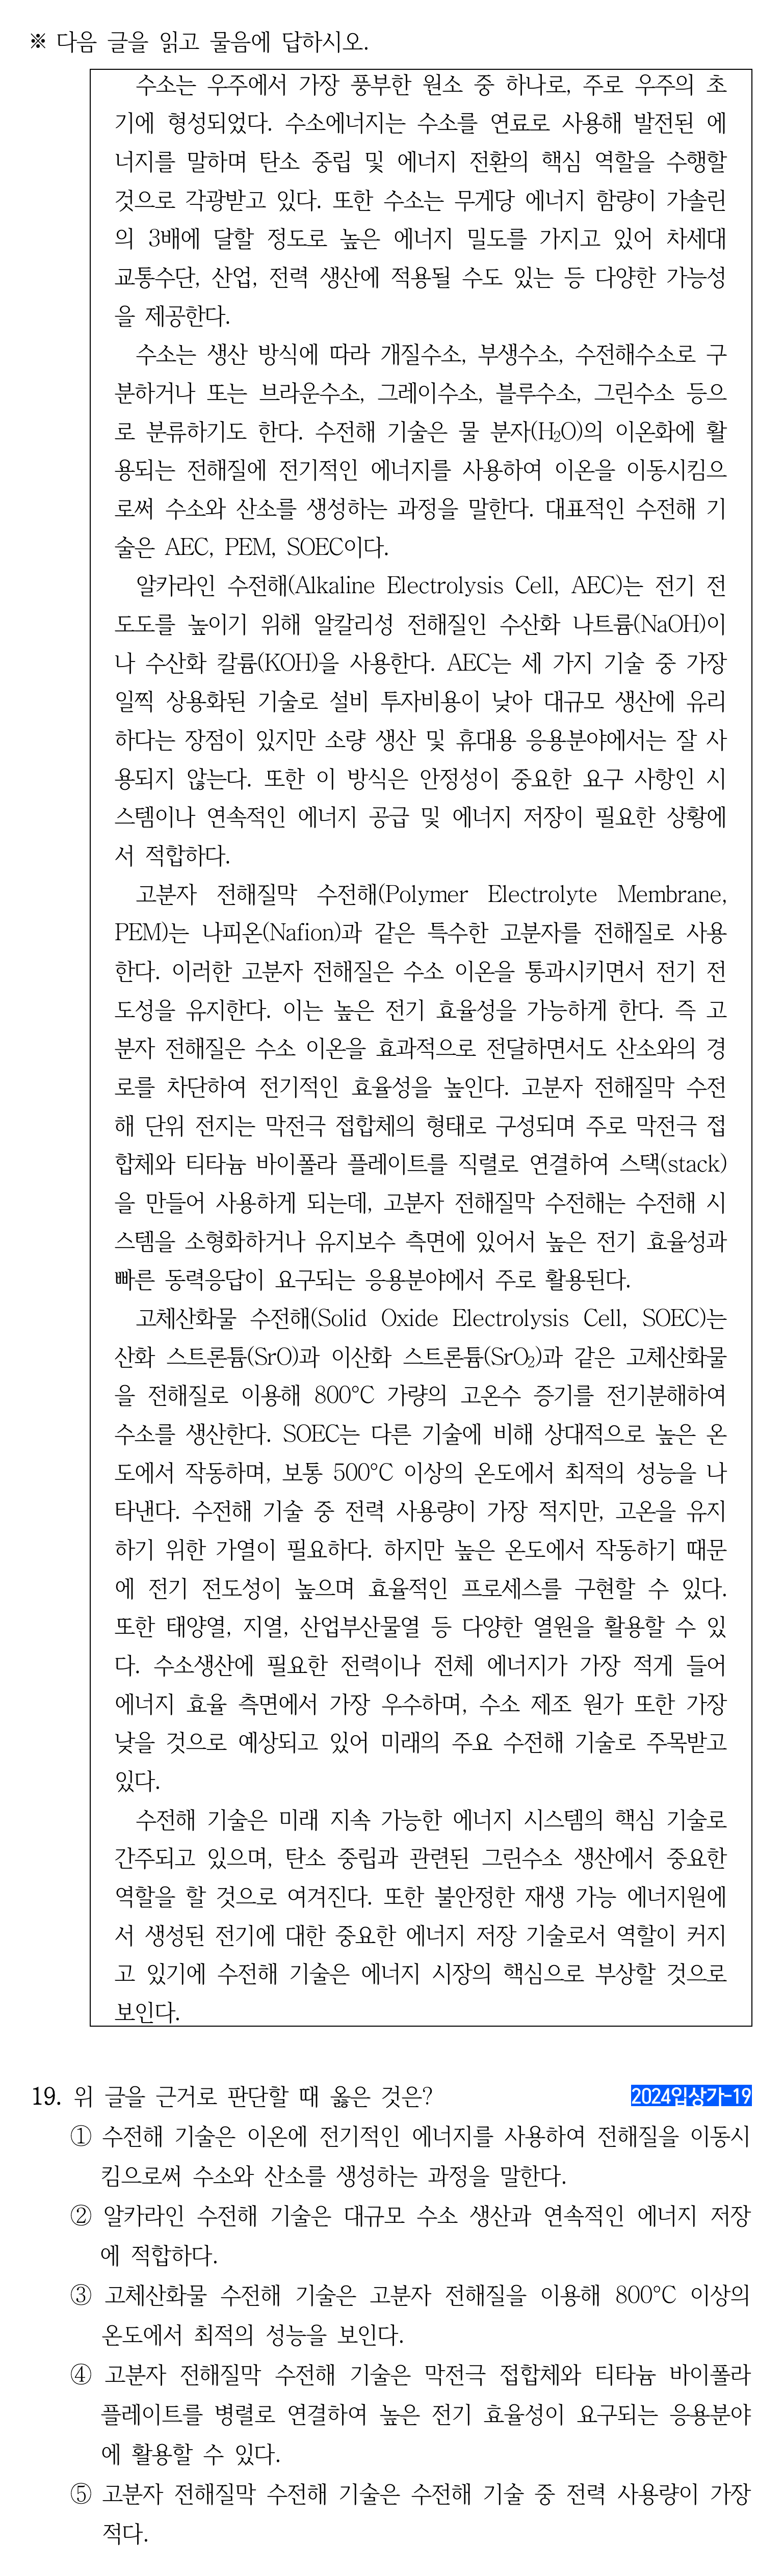 ※ 다음 글을 읽고 물음에 답하시오.
수소는 우주에서 가장 풍부한 원소 중 하나로, 주로 우주의 초
기에 형성되었다. 수소에너지는 수소를 연료로 사용해 발전된 에
너지를 말하며 탄소 중립 및 에너지 전환의 핵심 역할을 수행할
것으로 각광받고 있다. 또한 수소는 무게당 에너지 함량이 가솔린
의 3배에 달할 정도로 높은 에너지 밀도를 가지고 있어 차세대
교통수단, 산업, 전력 생산에 적용될 수도 있는 등 다양한 가능성
을 제공한다.
수소는 생산 방식에 따라 개질수소, 부생수소, 수전해수소로 구
분하거나 또는 브라운수소, 그레이수소, 블루수소, 그린수소 등으
로 분류하기도 한다. 수전해 기술은 물 분자(H₂O)의 이온화에 활
용되는 전해질에 전기적인 에너지를 사용하여 이온을 이동시킴으
로써 수소와 산소를 생성하는 과정을 말한다. 대표적인 수전해 기
술은 AEC, PEM, SOEC이다.
알카라인 수전해(Alkaline Electrolysis Cell, AEC)는 전기 전
도도를 높이기 위해 알칼리성 전해질인 수산화 나트륨(NaOH)이
나 수산화 칼륨(KOH)을 사용한다. AEC는 세 가지 기술 중 가장
일찍 상용화된 기술로 설비 투자비용이 낮아 대규모 생산에 유리
하다는 장점이 있지만 소량 생산 및 휴대용 응용분야에서는 잘 사
용되지 않는다. 또한 이 방식은 안정성이 중요한 요구 사항인 시
스템이나 연속적인 에너지 공급 및 에너지 저장이 필요한 상황에
서 적합하다.
고분자 전해질막 수전해(Polymer Electrolyte Membrane,
PEM)는 나피온(Nafion)과 같은 특수한 고분자를 전해질로 사용
한다. 이러한 고분자 전해질은 수소 이온을 통과시키면서 전기 전
도성을 유지한다. 이는 높은 전기 효율성을 가능하게 한다. 즉 고
분자 전해질은 수소 이온을 효과적으로 전달하면서도 산소와의 경
로를 차단하여 전기적인 효율성을 높인다. 고분자 전해질막 수전
해 단위 전지는 막전극 접합체의 형태로 구성되며 주로 막전극 접
합체와 티타늄 바이폴라 플레이트를 직렬로 연결하여 스택(stack)
을 만들어 사용하게 되는데, 고분자 전해질막 수전해는 수전해 시
스템을 소형화하거나 유지보수 측면에 있어서 높은 전기 효율성과
빠른 동력응답이 요구되는 응용분야에서 주로 활용된다.
고체산화물 수전해(Solid Oxide Electrolysis Cell, SOEC)는
산화 스트론튬(SrO)과 이산화 스트론튬(SrO₂)과 같은 고체산화물
을 전해질로 이용해 800℃ 가량의 고온수 증기를 전기분해하여
수소를 생산한다. SOEC는 다른 기술에 비해 상대적으로 높은 온
도에서 작동하며, 보통 500℃ 이상의 온도에서 최적의 성능을 나
타낸다. 수전해 기술 중 전력 사용량이 가장 적지만, 고온을 유지
하기 위한 가열이 필요하다. 하지만 높은 온도에서 작동하기 때문
에 전기 전도성이 높으며 효율적인 프로세스를 구현할 수 있다.
또한 태양열, 지열, 산업부산물열 등 다양한 열원을 활용할 수 있
다. 수소생산에 필요한 전력이나 전체 에너지가 가장 적게 들어
에너지 효율 측면에서 가장 우수하며, 수소 제조 원가 또한 가장
낮을 것으로 예상되고 있어 미래의 주요 수전해 기술로 주목받고
있다.
수전해 기술은 미래 지속 가능한 에너지 시스템의 핵심 기술로
간주되고 있으며, 탄소 중립과 관련된 그린수소 생산에서 중요한
역할을 할 것으로 여겨진다. 또한 불안정한 재생 가능 에너지원에
서 생성된 전기에 대한 중요한 에너지 저장 기술로서 역할이 커지
고 있기에 수전해 기술은 에너지 시장의 핵심으로 부상할 것으로
보인다.
19. 위 글을 근거로 판단할 때 옳은 것은? 2024입상가-19
① 수전해 기술은 이온에 전기적인 에너지를 사용하여 전해질을 이동시
킴으로써 수소와 산소를 생성하는 과정을 말한다.
② 알카라인 수전해 기술은 대규모 수소 생산과 연속적인 에너지 저장
에 적합하다.
③ 고체산화물 수전해 기술은 고분자 전해질을 이용해 800℃ 이상의
온도에서 최적의 성능을 보인다.
④ 고분자 전해질막 수전해 기술은 막전극 접합체와 티타늄 바이폴라
플레이트를 병렬로 연결하여 높은 전기 효율성이 요구되는 응용분야
에 활용할 수 있다.
⑤ 고분자 전해질막 수전해 기술은 수전해 기술 중 전력 사용량이 가장
적다.